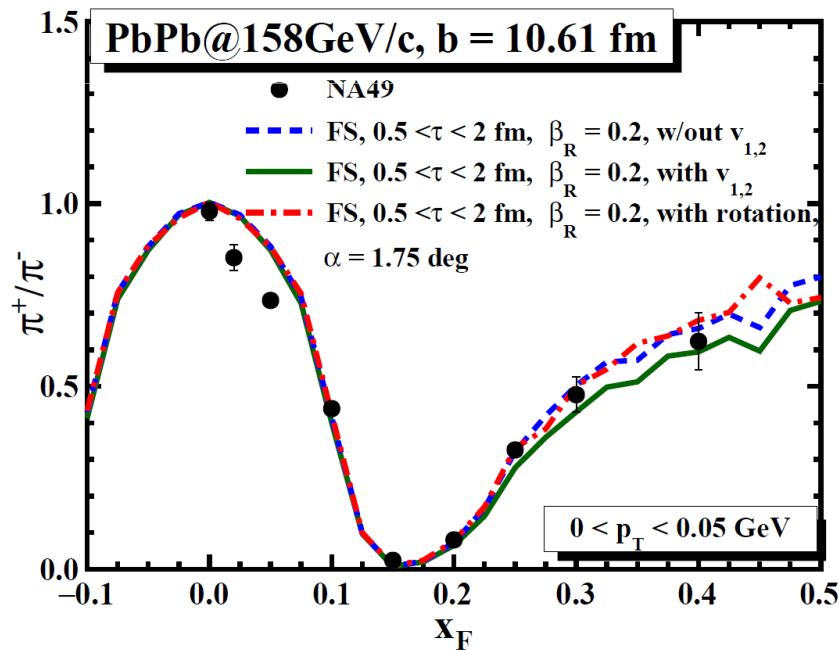 PbPb@158GeV/c, b = 10.61 fm
NA49
FS, 0.5 <τ < 2 fm, β_R = 0.2, w/out v_1,2
FS, 0.5 <τ < 2 fm, β_R = 0.2, with v_1,2
FS, 0.5 <τ < 2 fm, β_R = 0.2, with rotation,
α = 1.75 deg
0 < p_T < 0.05 GeV
π⁺/π⁻
1.5
1.0
0.5
0.0
−0.1 0.0 0.1 0.2 0.3 0.4 0.5
x_F